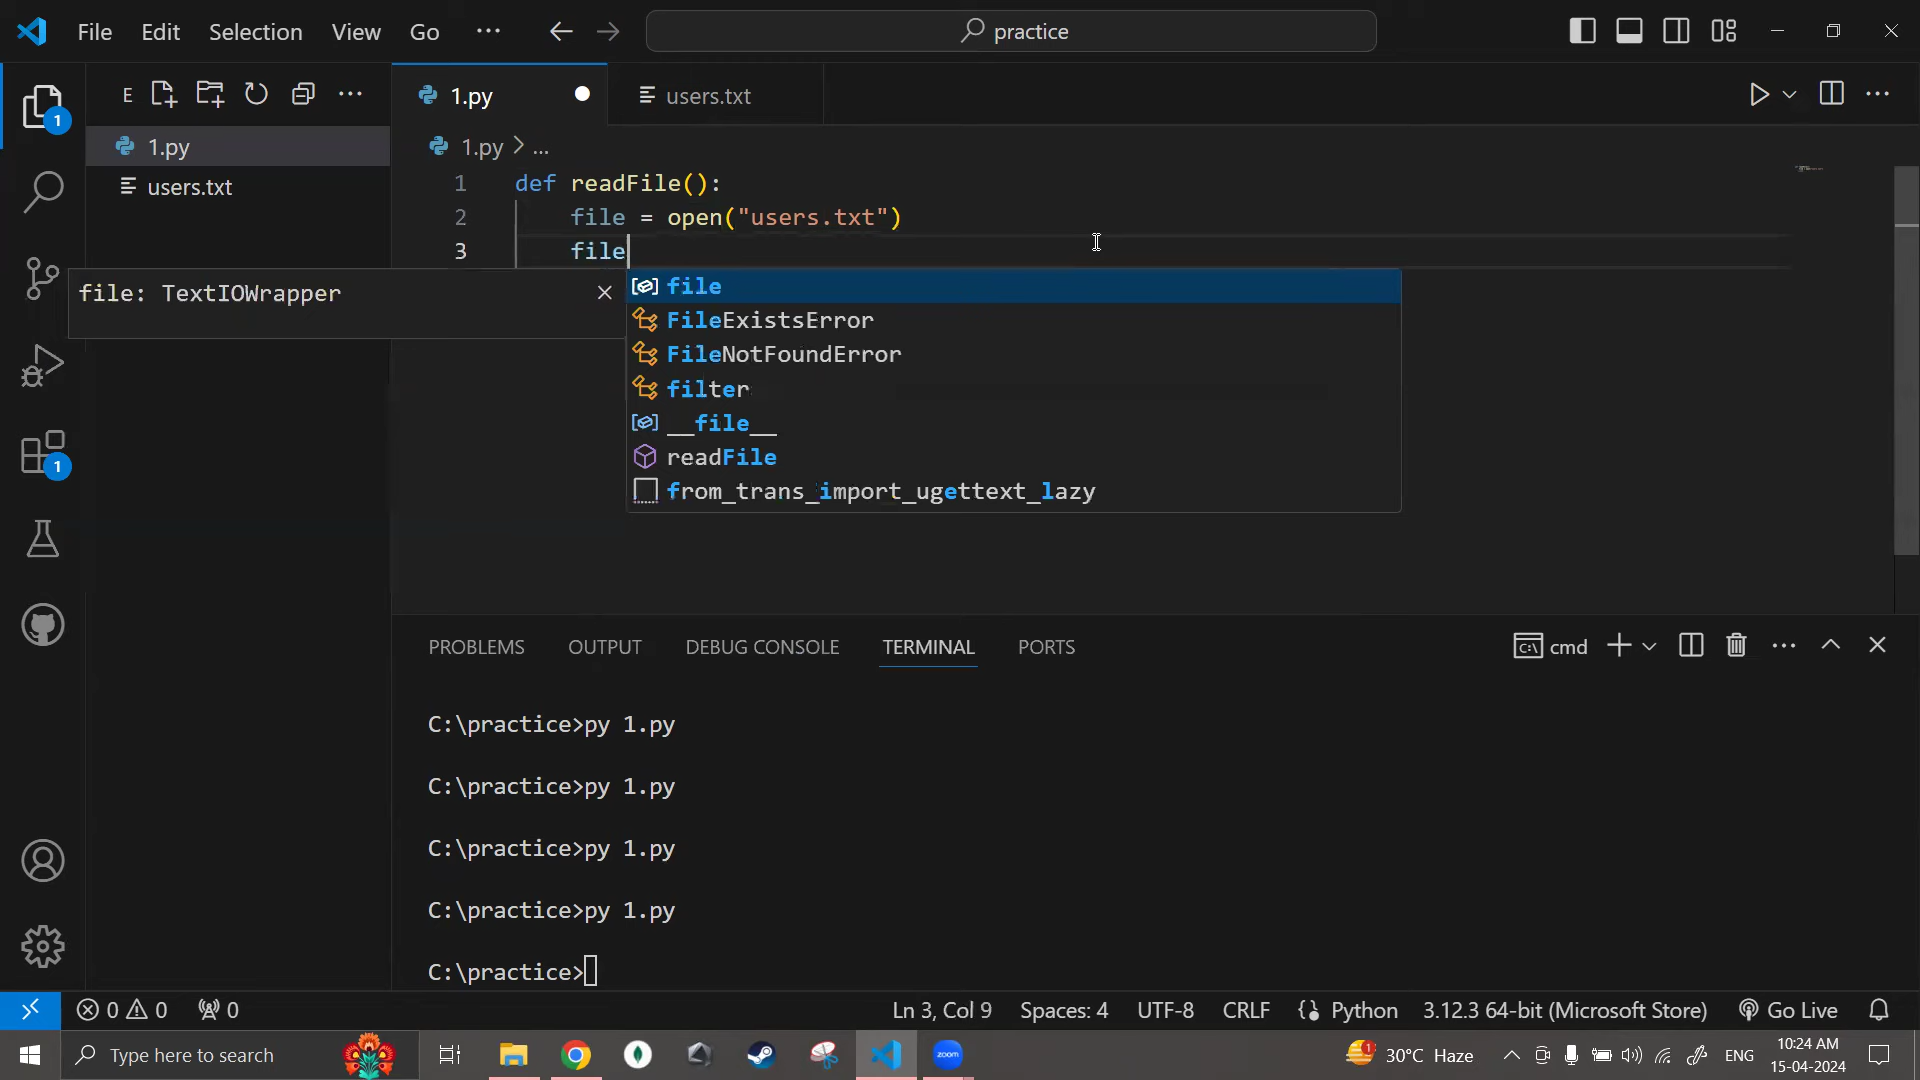 File Edit Selection View Go ... practice
E ...
1.py
users.txt
1.py users.txt
1.py > ...
1 def readFile():
2 file = open("users.txt")
3 file
file: TextIOWrapper
file
FileExistsError
FileNotFoundError
filter
__file__
readFile
from_trans_import_ugettext_lazy
1
1
PROBLEMS OUTPUT DEBUG CONSOLE TERMINAL PORTS cmd
C:\practice>py 1.py
C:\practice>py 1.py
C:\practice>py 1.py
C:\practice>py 1.py
C:\practice>
0 0 0 Ln 3, Col 9 Spaces: 4 UTF-8 CRLF {} Python 3.12.3 64-bit (Microsoft Store) Go Live
Type here to search zoom 1 30°C Haze ENG 10:24 AM
15-04-2024